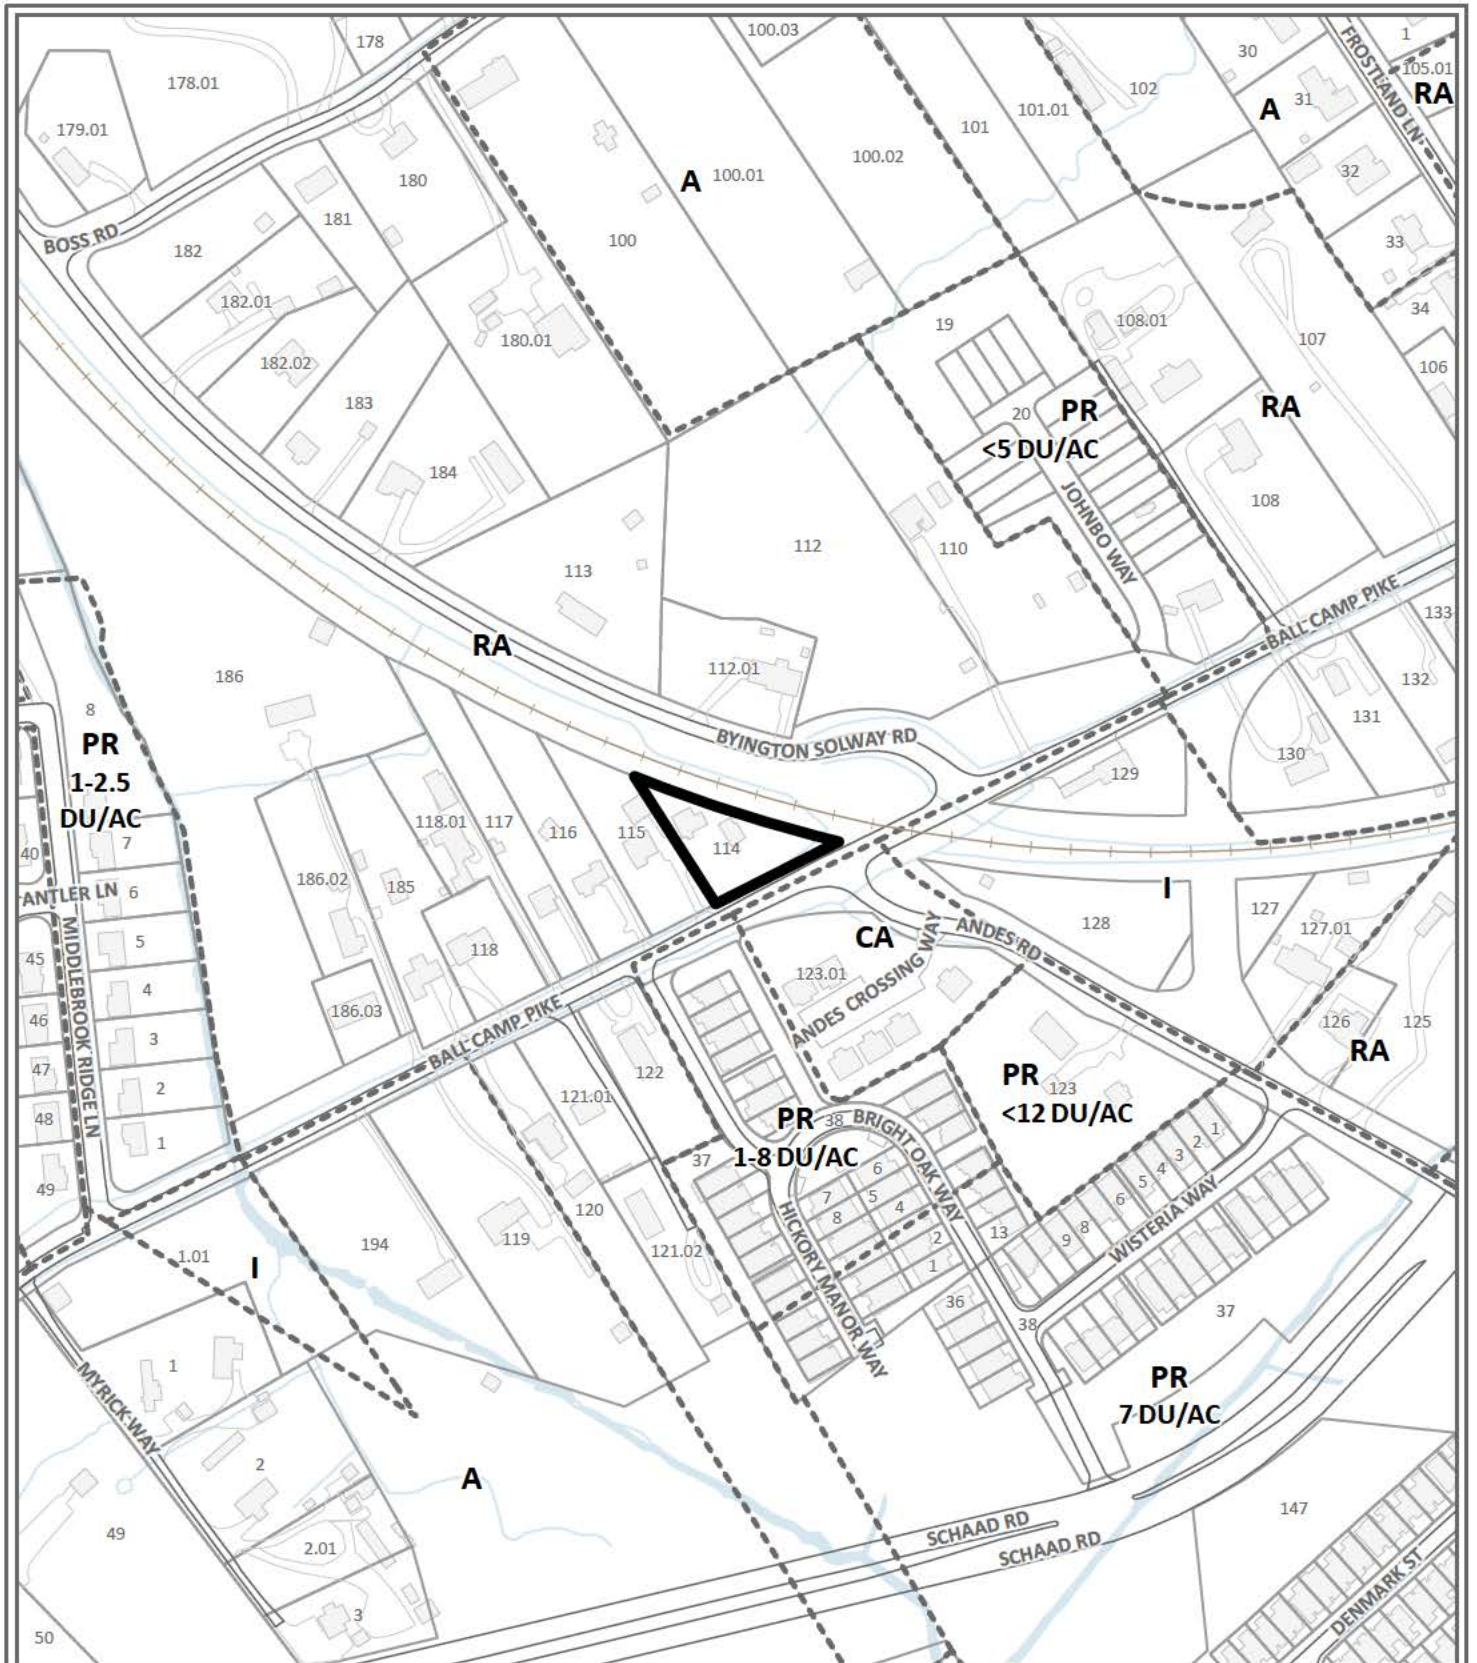 100.03
178
30
1
105.01
178.01
102
RA
31
A
FROSTLAND LN
101.01
179.01
101
100.02
32
A
100.01
180
181
BOSS RD
100
182
33
182.01
34
19
108.01
180.01
107
182.02
106
183
20
PR
<5 DU/AC
RA
184
108
JOHNBO WAY
112
110
113
BALL CAMP PIKE
133
RA
112.01
186
132
8
131
PR
1-2.5
DU/AC
BYINGTON SOLWAY RD
130
129
118.01
117
116
115
7
114
40
186.02
185
I
ANTLER LN
6
127
128
127.01
CA
ANDES RD
5
118
45
123.01
ANDES CROSSING WAY
MIDDLEBROOK RIDGE LN
4
186.03
46
126
125
3
BALL CAMP PIKE
RA
47
122
PR
<12 DU/AC
123
2
121.01
48
PR
1-8 DU/AC
38
BRIGHT OAK WAY
1
1
2
3
4
5
6
37
6
5
4
7
8
49
8
9
WISTERIA WAY
120
HICKORY MANOR WAY
13
2
119
194
121.02
1.01
I
1
36
37
38
1
MYRICK WAY
PR
7 DU/AC
2
A
147
49
SCHAAD RD
SCHAAD RD
2.01
DENMARK ST
3
50